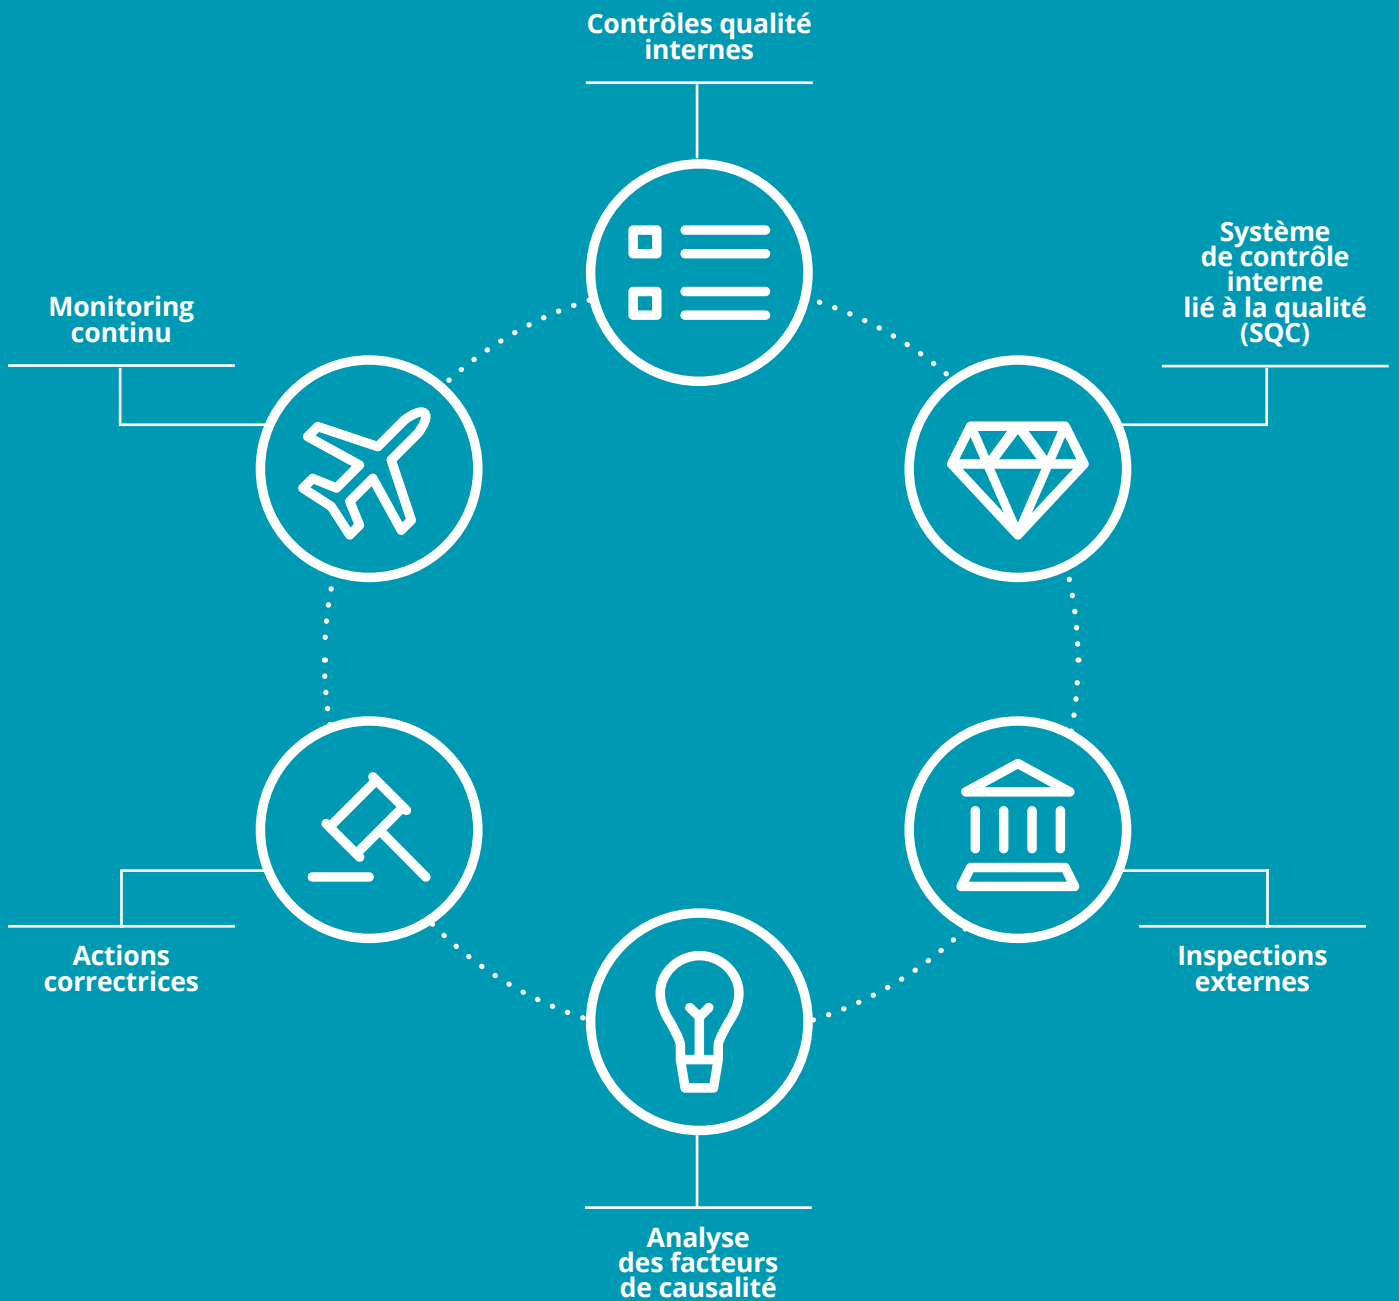 Contrôles qualité
internes
Système
de contrôle
interne
lié à la qualité
(SQC)
Monitoring
continu
Actions
correctrices
Inspections
externes
Analyse
des facteurs
de causalité